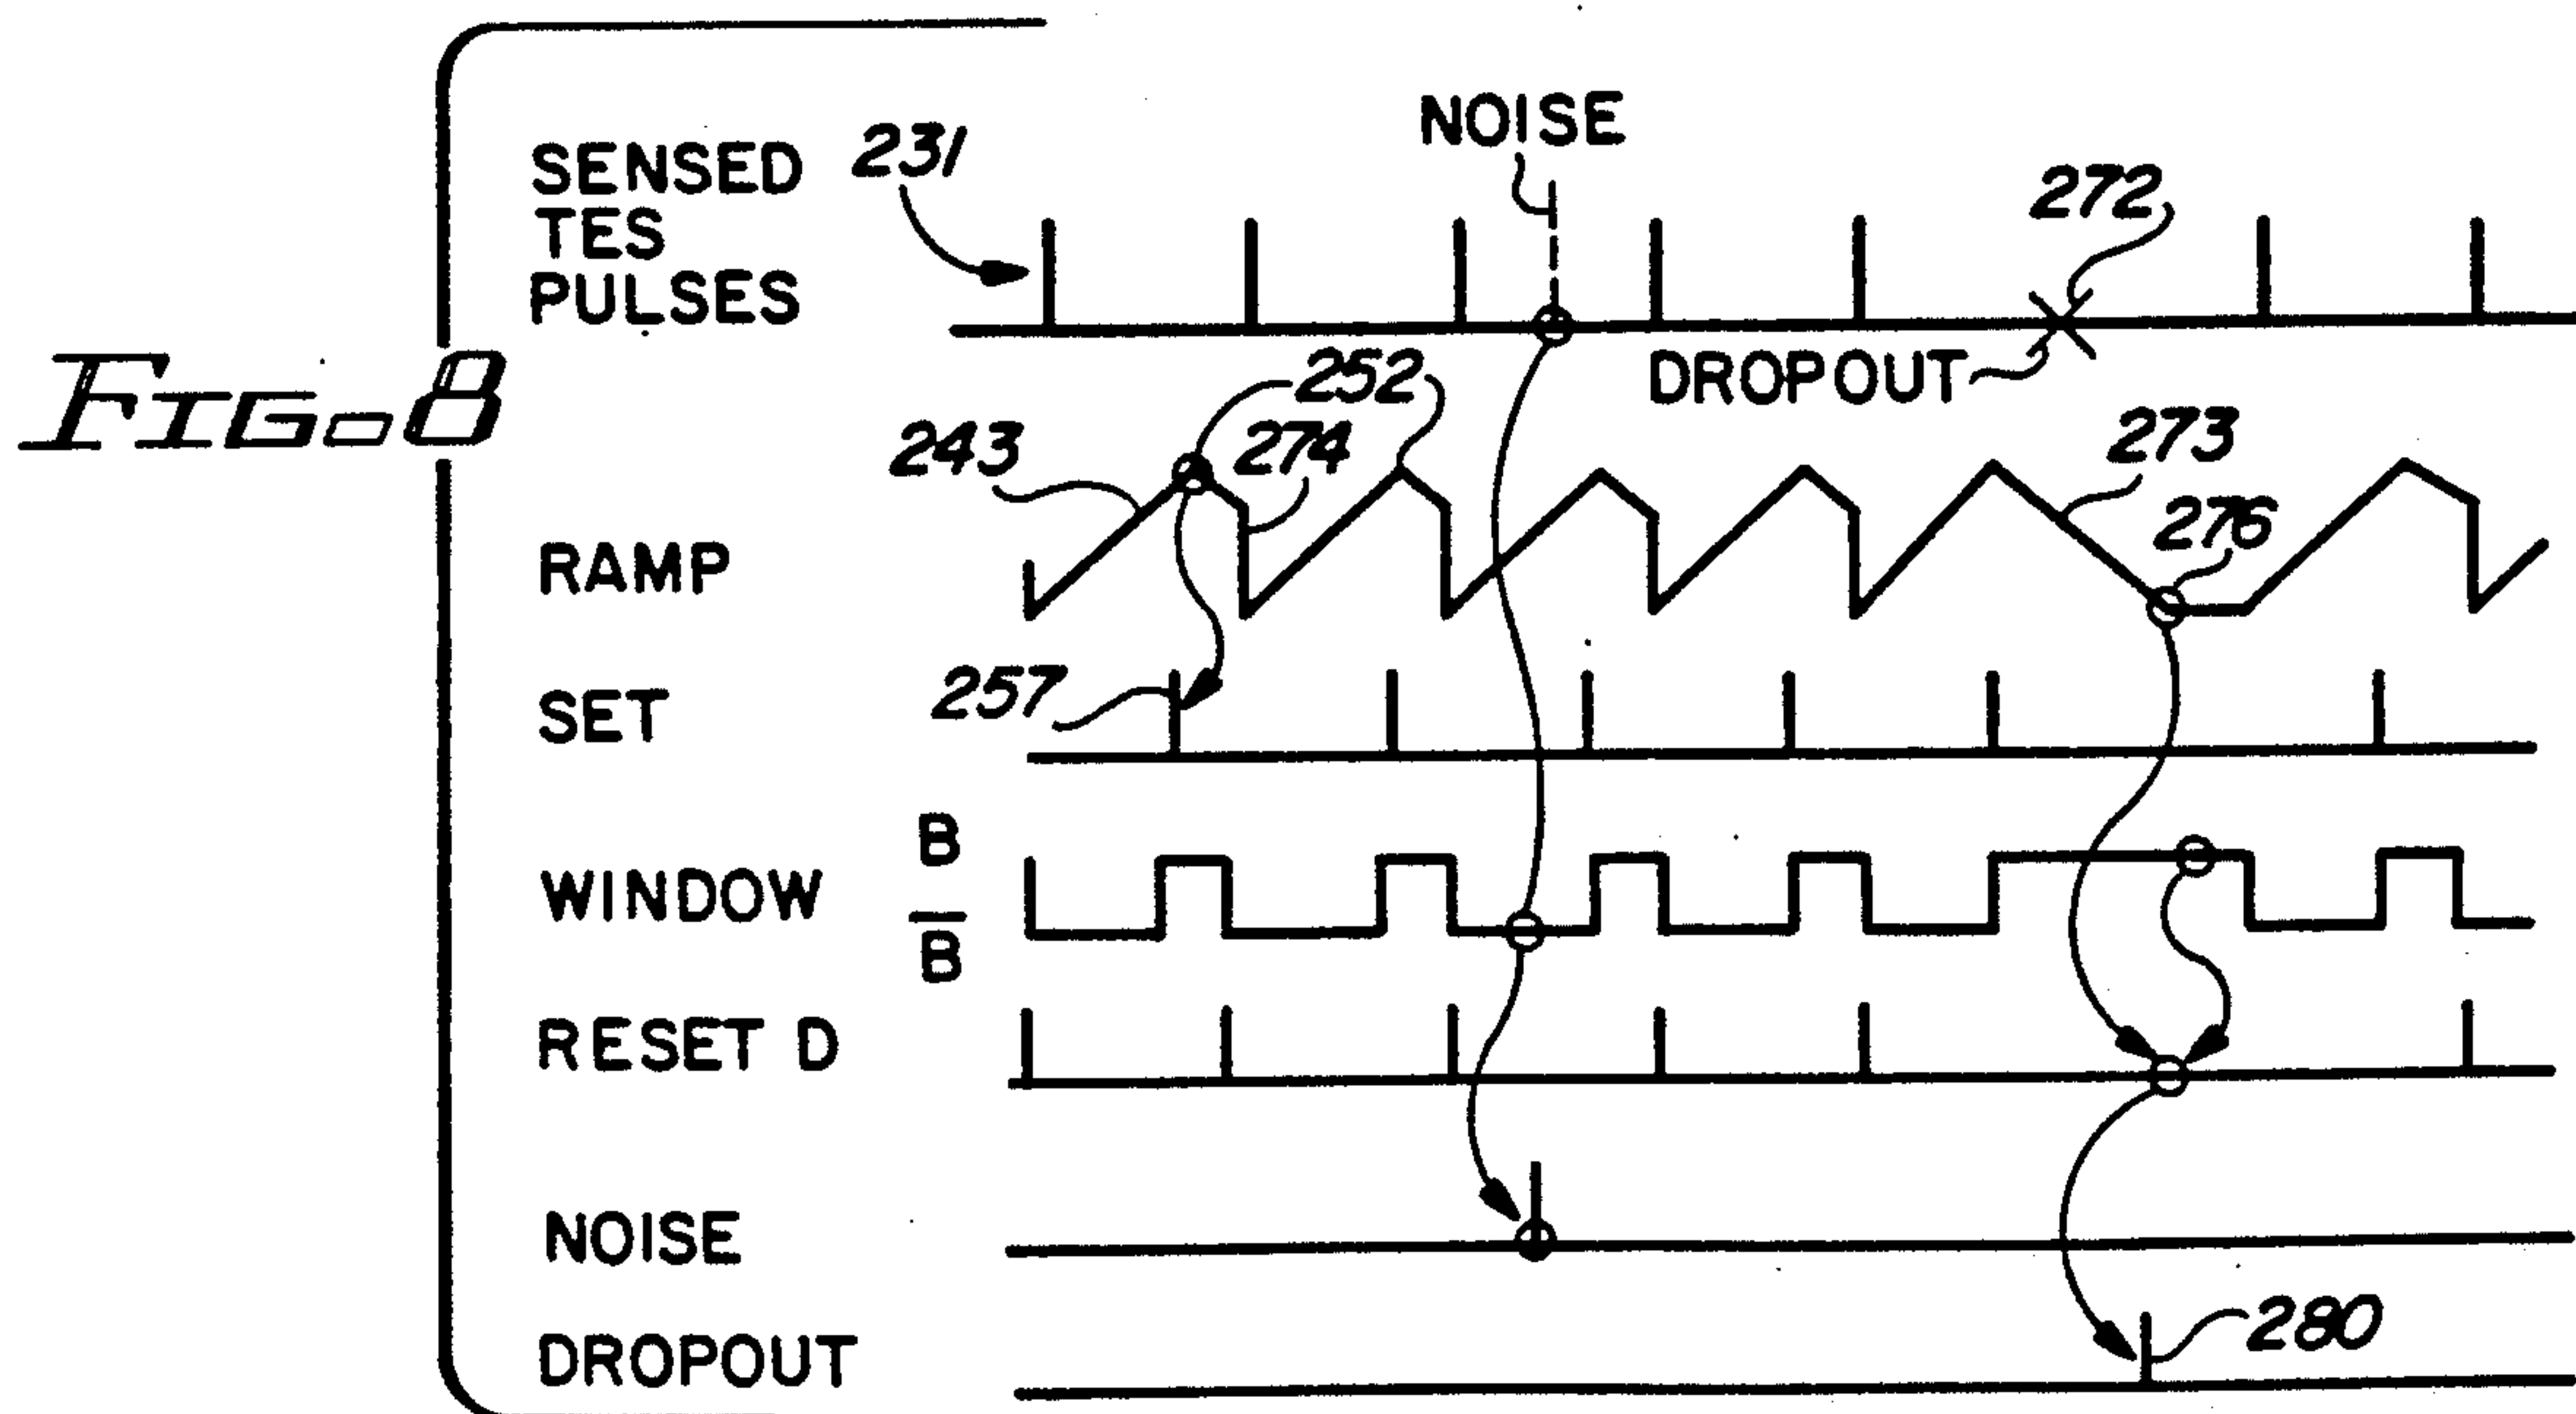 FIG. 8
SENSED
TES
PULSES
231
NOISE
272
DROPOUT
RAMP
243
252
274
273
276
SET
257
WINDOW
B
B̅
RESET D
NOISE
DROPOUT
280